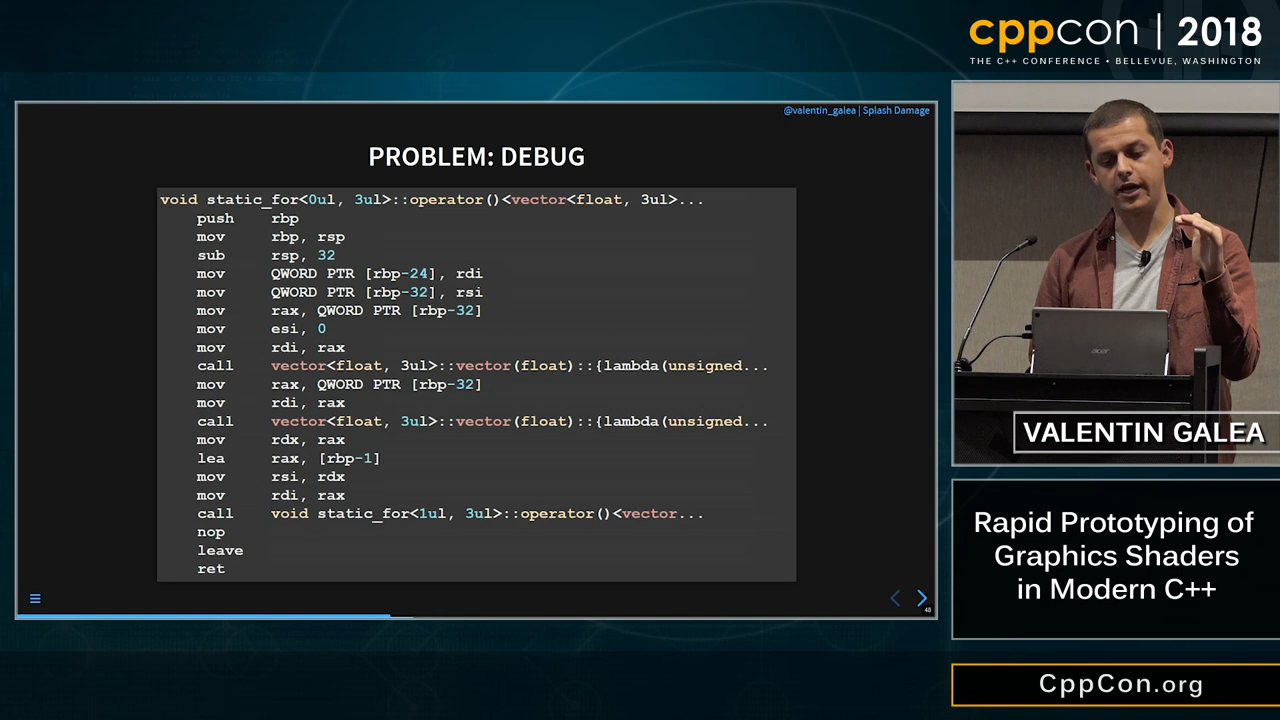 cppcon | 2018
THE C++ CONFERENCE • BELLEVUE, WASHINGTON
@valentin_galea | Splash Damage
PROBLEM: DEBUG
void static_for<0ul, 3ul>::operator()<vector<float, 3ul>...
push rbp
mov rbp, rsp
sub rsp, 32
mov QWORD PTR [rbp-24], rdi
mov QWORD PTR [rbp-32], rsi
mov rax, QWORD PTR [rbp-32]
mov esi, 0
mov rdi, rax
call vector<float, 3ul>::vector(float)::{lambda(unsigned...
mov rax, QWORD PTR [rbp-32]
mov rdi, rax
call vector<float, 3ul>::vector(float)::{lambda(unsigned...
mov rdx, rax
lea rax, [rbp-1]
mov rsi, rdx
mov rdi, rax
call void static_for<1ul, 3ul>::operator()<vector...
nop
leave
ret
48
acer
VALENTIN GALEA
Rapid Prototyping of
Graphics Shaders
in Modern C++
CppCon.org